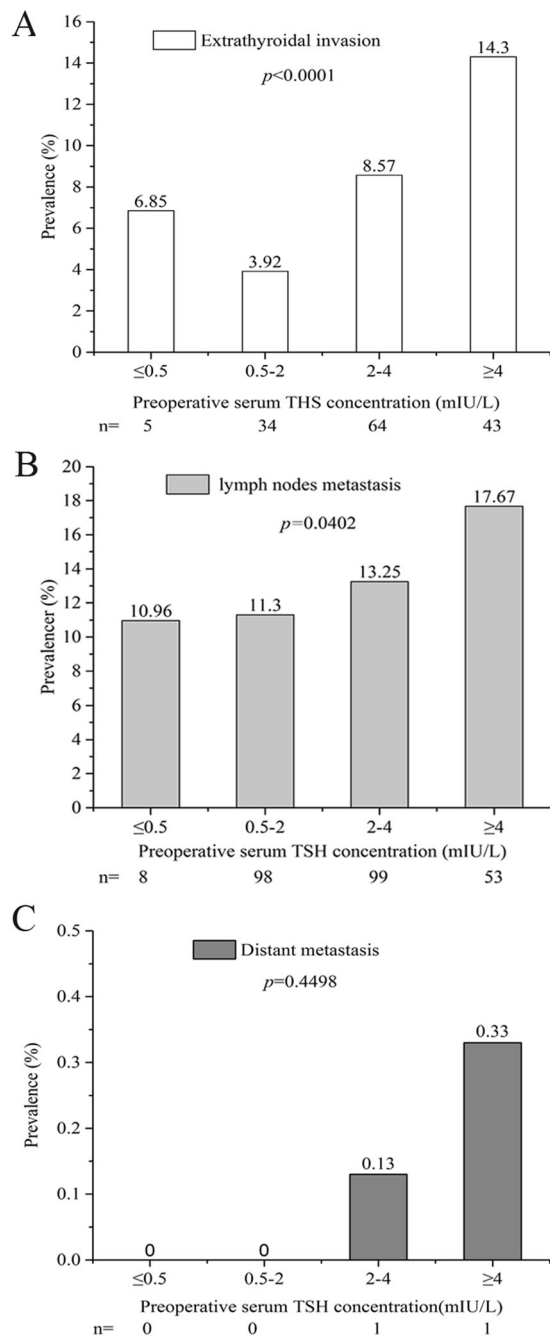 A
Extrathyroidal invasion
p<0.0001
Prevalence (%)
16
14
12
10
8
6
4
2
0
6.85
3.92
8.57
14.3
≤0.5 0.5-2 2-4 ≥4
Preoperative serum THS concentration (mIU/L)
n= 5 34 64 43
B
lymph nodes metastasis
p=0.0402
Prevalencer (%)
20
18
16
14
12
10
8
6
4
2
0
10.96
11.3
13.25
17.67
≤0.5 0.5-2 2-4 ≥4
Preoperative serum TSH concentration (mIU/L)
n= 8 98 99 53
C
Distant metastasis
p=0.4498
Prevalence (%)
0.5
0.4
0.3
0.2
0.1
0.0
0
0
0.13
0.33
≤0.5 0.5-2 2-4 ≥4
Preoperative serum TSH concentration(mIU/L)
n= 0 0 1 1